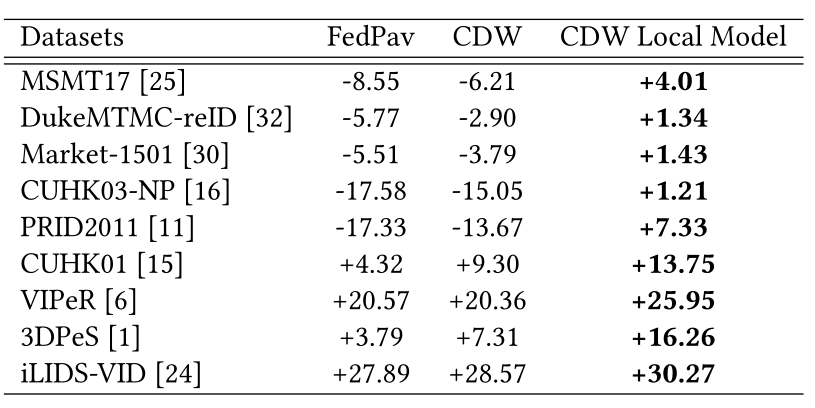 Datasets FedPav CDW CDW Local Model
MSMT17 [25] -8.55 -6.21 +4.01
DukeMTMC-reID [32] -5.77 -2.90 +1.34
Market-1501 [30] -5.51 -3.79 +1.43
CUHK03-NP [16] -17.58 -15.05 +1.21
PRID2011 [11] -17.33 -13.67 +7.33
CUHK01 [15] +4.32 +9.30 +13.75
VIPeR [6] +20.57 +20.36 +25.95
3DPeS [1] +3.79 +7.31 +16.26
iLIDS-VID [24] +27.89 +28.57 +30.27